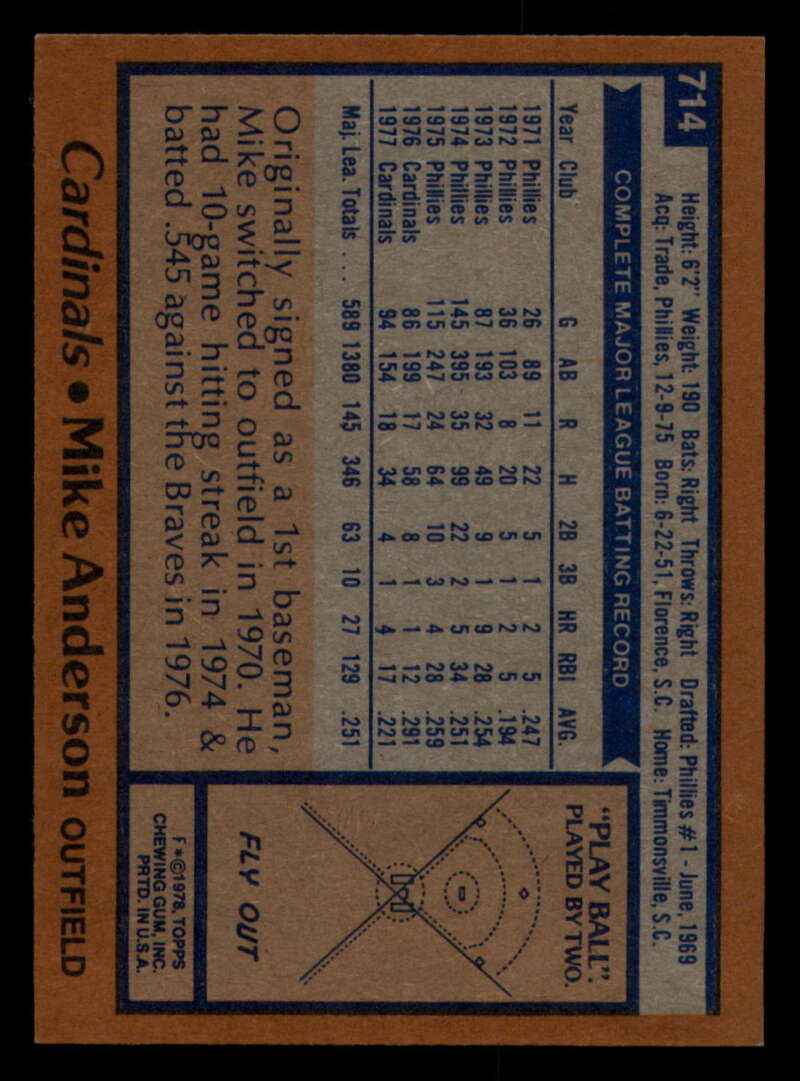 714
Height: 6'2" Weight: 190 Bats: Right Throws: Right Drafted: Phillies #1 - June, 1969
Acq: Trade, Phillies, 12-9-75 Born: 6-22-51, Florence, S.C. Home: Timmonsville, S.C.
COMPLETE MAJOR LEAGUE BATTING RECORD
Year Club G AB R H 2B 3B HR RBI AVG.
1971 Phillies 26 89 11 22 5 1 2 5 .247
1972 Phillies 36 103 8 20 5 1 2 5 .194
1973 Phillies 87 193 32 49 9 1 9 28 .254
1974 Phillies 145 395 35 99 22 2 5 34 .251
1975 Phillies 115 247 24 64 10 3 4 28 .259
1976 Cardinals 86 199 17 58 8 1 1 12 .291
1977 Cardinals 94 154 18 34 4 1 4 17 .221
Maj. Lea. Totals .... 589 1380 145 346 63 10 27 129 .251
Originally signed as a 1st baseman,
Mike switched to outfield in 1970. He
had 10-game hitting streak in 1974 &
batted .545 against the Braves in 1976.
"PLAY BALL".
PLAYED BY TWO.
FLY OUT
F*©1978, TOPPS
CHEWING GUM, INC.
PRTD. IN U.S.A.
Cardinals • Mike Anderson OUTFIELD